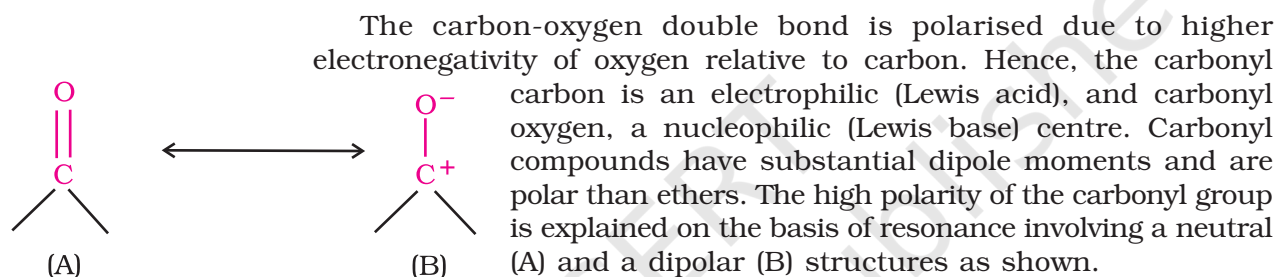 The carbon-oxygen double bond is polarised due to higher
electronegativity of oxygen relative to carbon. Hence, the carbonyl
carbon is an electrophilic (Lewis acid), and carbonyl
oxygen, a nucleophilic (Lewis base) centre. Carbonyl
compounds have substantial dipole moments and are
polar than ethers. The high polarity of the carbonyl group
is explained on the basis of resonance involving a neutral
(A) and a dipolar (B) structures as shown.
O
C
(A)
O−
C+
(B)